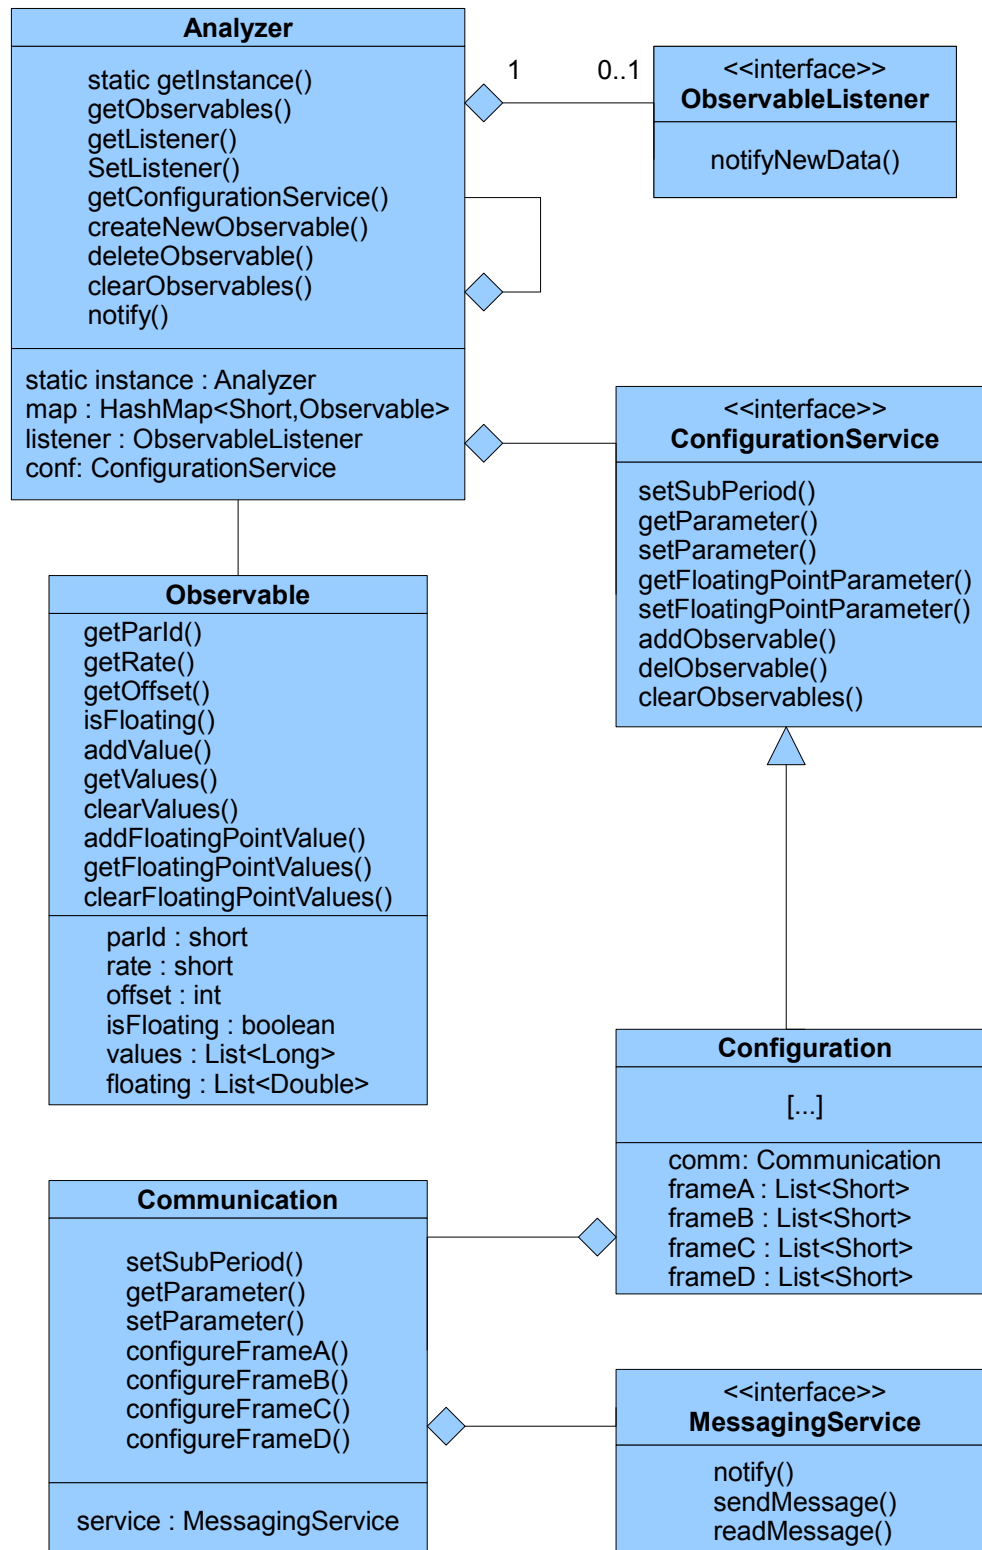 Analyzer
static getInstance()
getObservables()
getListener()
SetListener()
getConfigurationService()
createNewObservable()
deleteObservable()
clearObservables()
notify()
static instance : Analyzer
map : HashMap<Short,Observable>
listener : ObservableListener
conf: ConfigurationService
1
0..1
<<interface>>
ObservableListener
notifyNewData()
<<interface>>
ConfigurationService
setSubPeriod()
getParameter()
setParameter()
getFloatingPointParameter()
setFloatingPointParameter()
addObservable()
delObservable()
clearObservables()
Observable
getParId()
getRate()
getOffset()
isFloating()
addValue()
getValues()
clearValues()
addFloatingPointValue()
getFloatingPointValues()
clearFloatingPointValues()
parId : short
rate : short
offset : int
isFloating : boolean
values : List<Long>
floating : List<Double>
Configuration
[...]
comm: Communication
frameA : List<Short>
frameB : List<Short>
frameC : List<Short>
frameD : List<Short>
Communication
setSubPeriod()
getParameter()
setParameter()
configureFrameA()
configureFrameB()
configureFrameC()
configureFrameD()
service : MessagingService
<<interface>>
MessagingService
notify()
sendMessage()
readMessage()